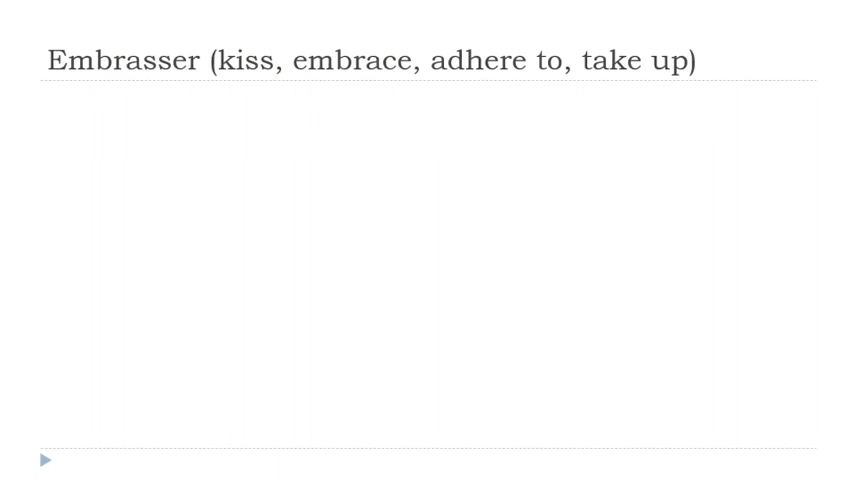 Embrasser (kiss, embrace, adhere to, take up)